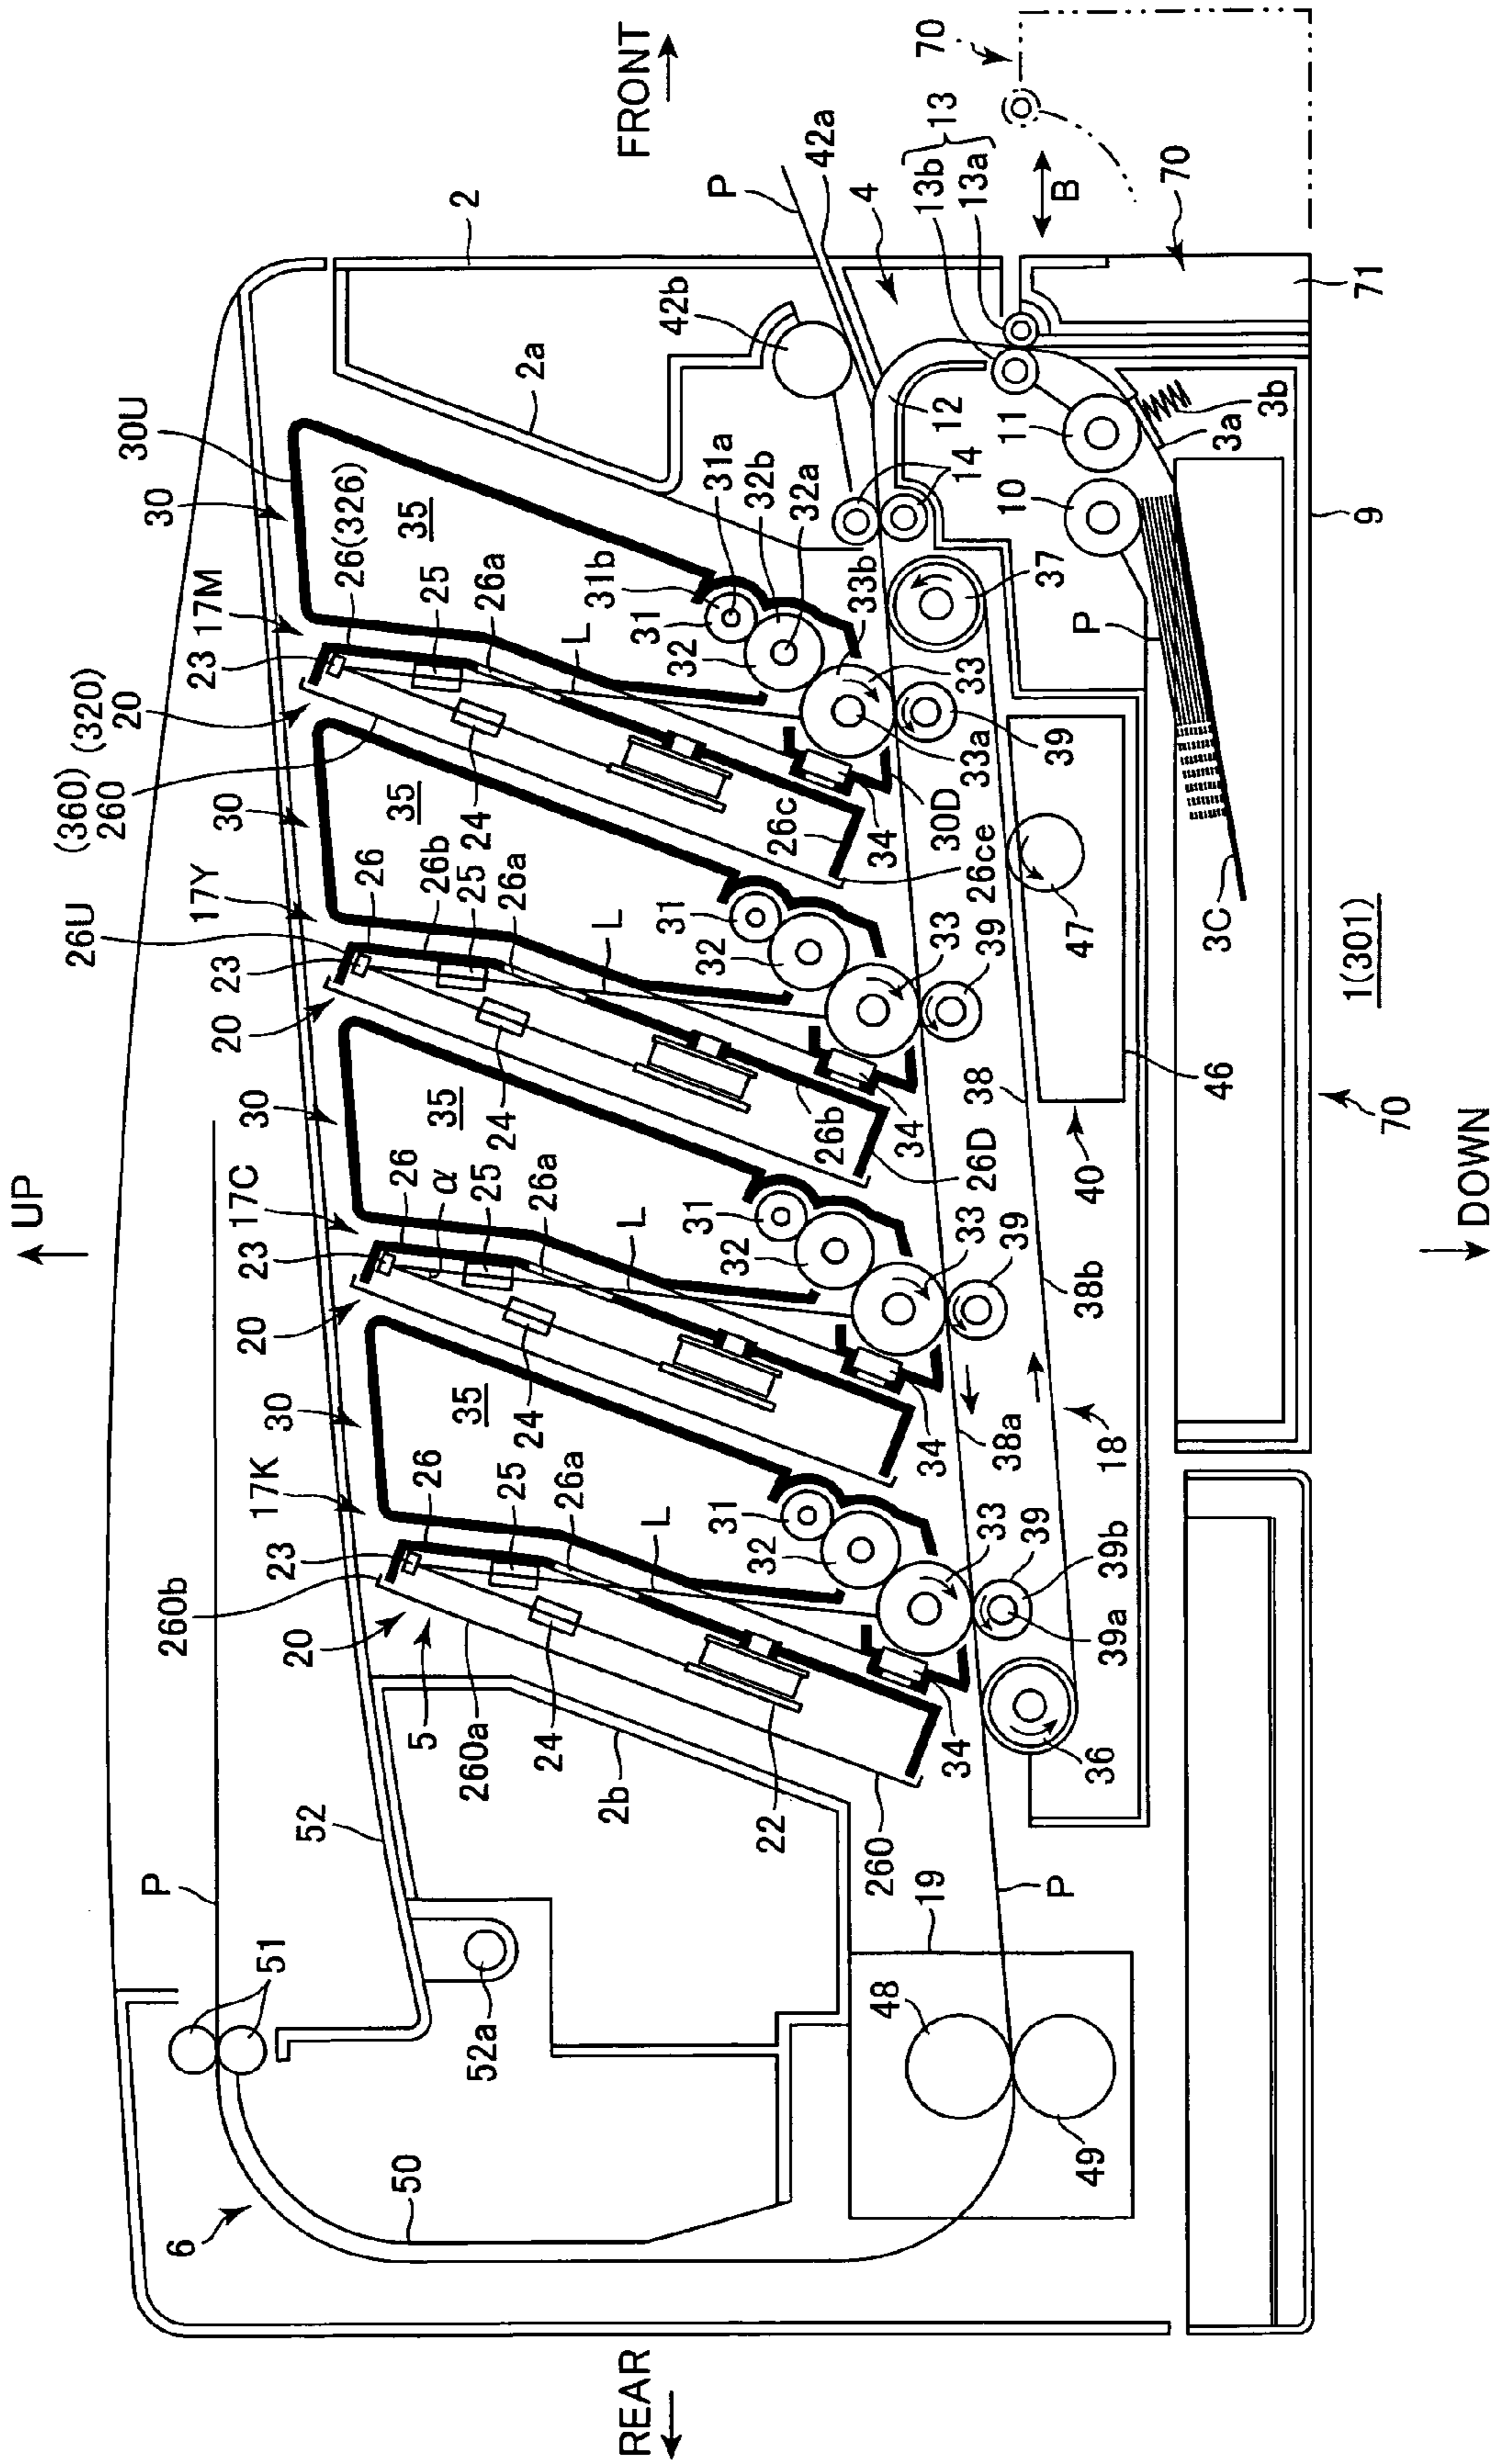 UP
26U
(360)
260
(320)
20
30U
P
260b
17Y
17M
30
6
51
17K
17C
23
30
26(326)
23
20
23
30
26
25
23
20
30
26
26b
25
26a
20
30
26
α
25
26a
24
35
31b
L
52
5
26
25
26a
24
35
31
50
260a
24
35
L
31
32
2a
2
REAR
FRONT
52a
2b
L
31
32
42b
31a
32b
32a
P
22
L
31
32
26b
26c
34
33b
42a
48
260
19
34
34
26D
34
26ce
30D
33a
33
4
12
13b
13a
13
70
36
P
33
39
39b
39a
38a
33
39
38b
38
33
39
39
37
14
10
11
B
49
18
40
47
P
3a
3b
70
46
3C
9
71
1(301)
70
DOWN